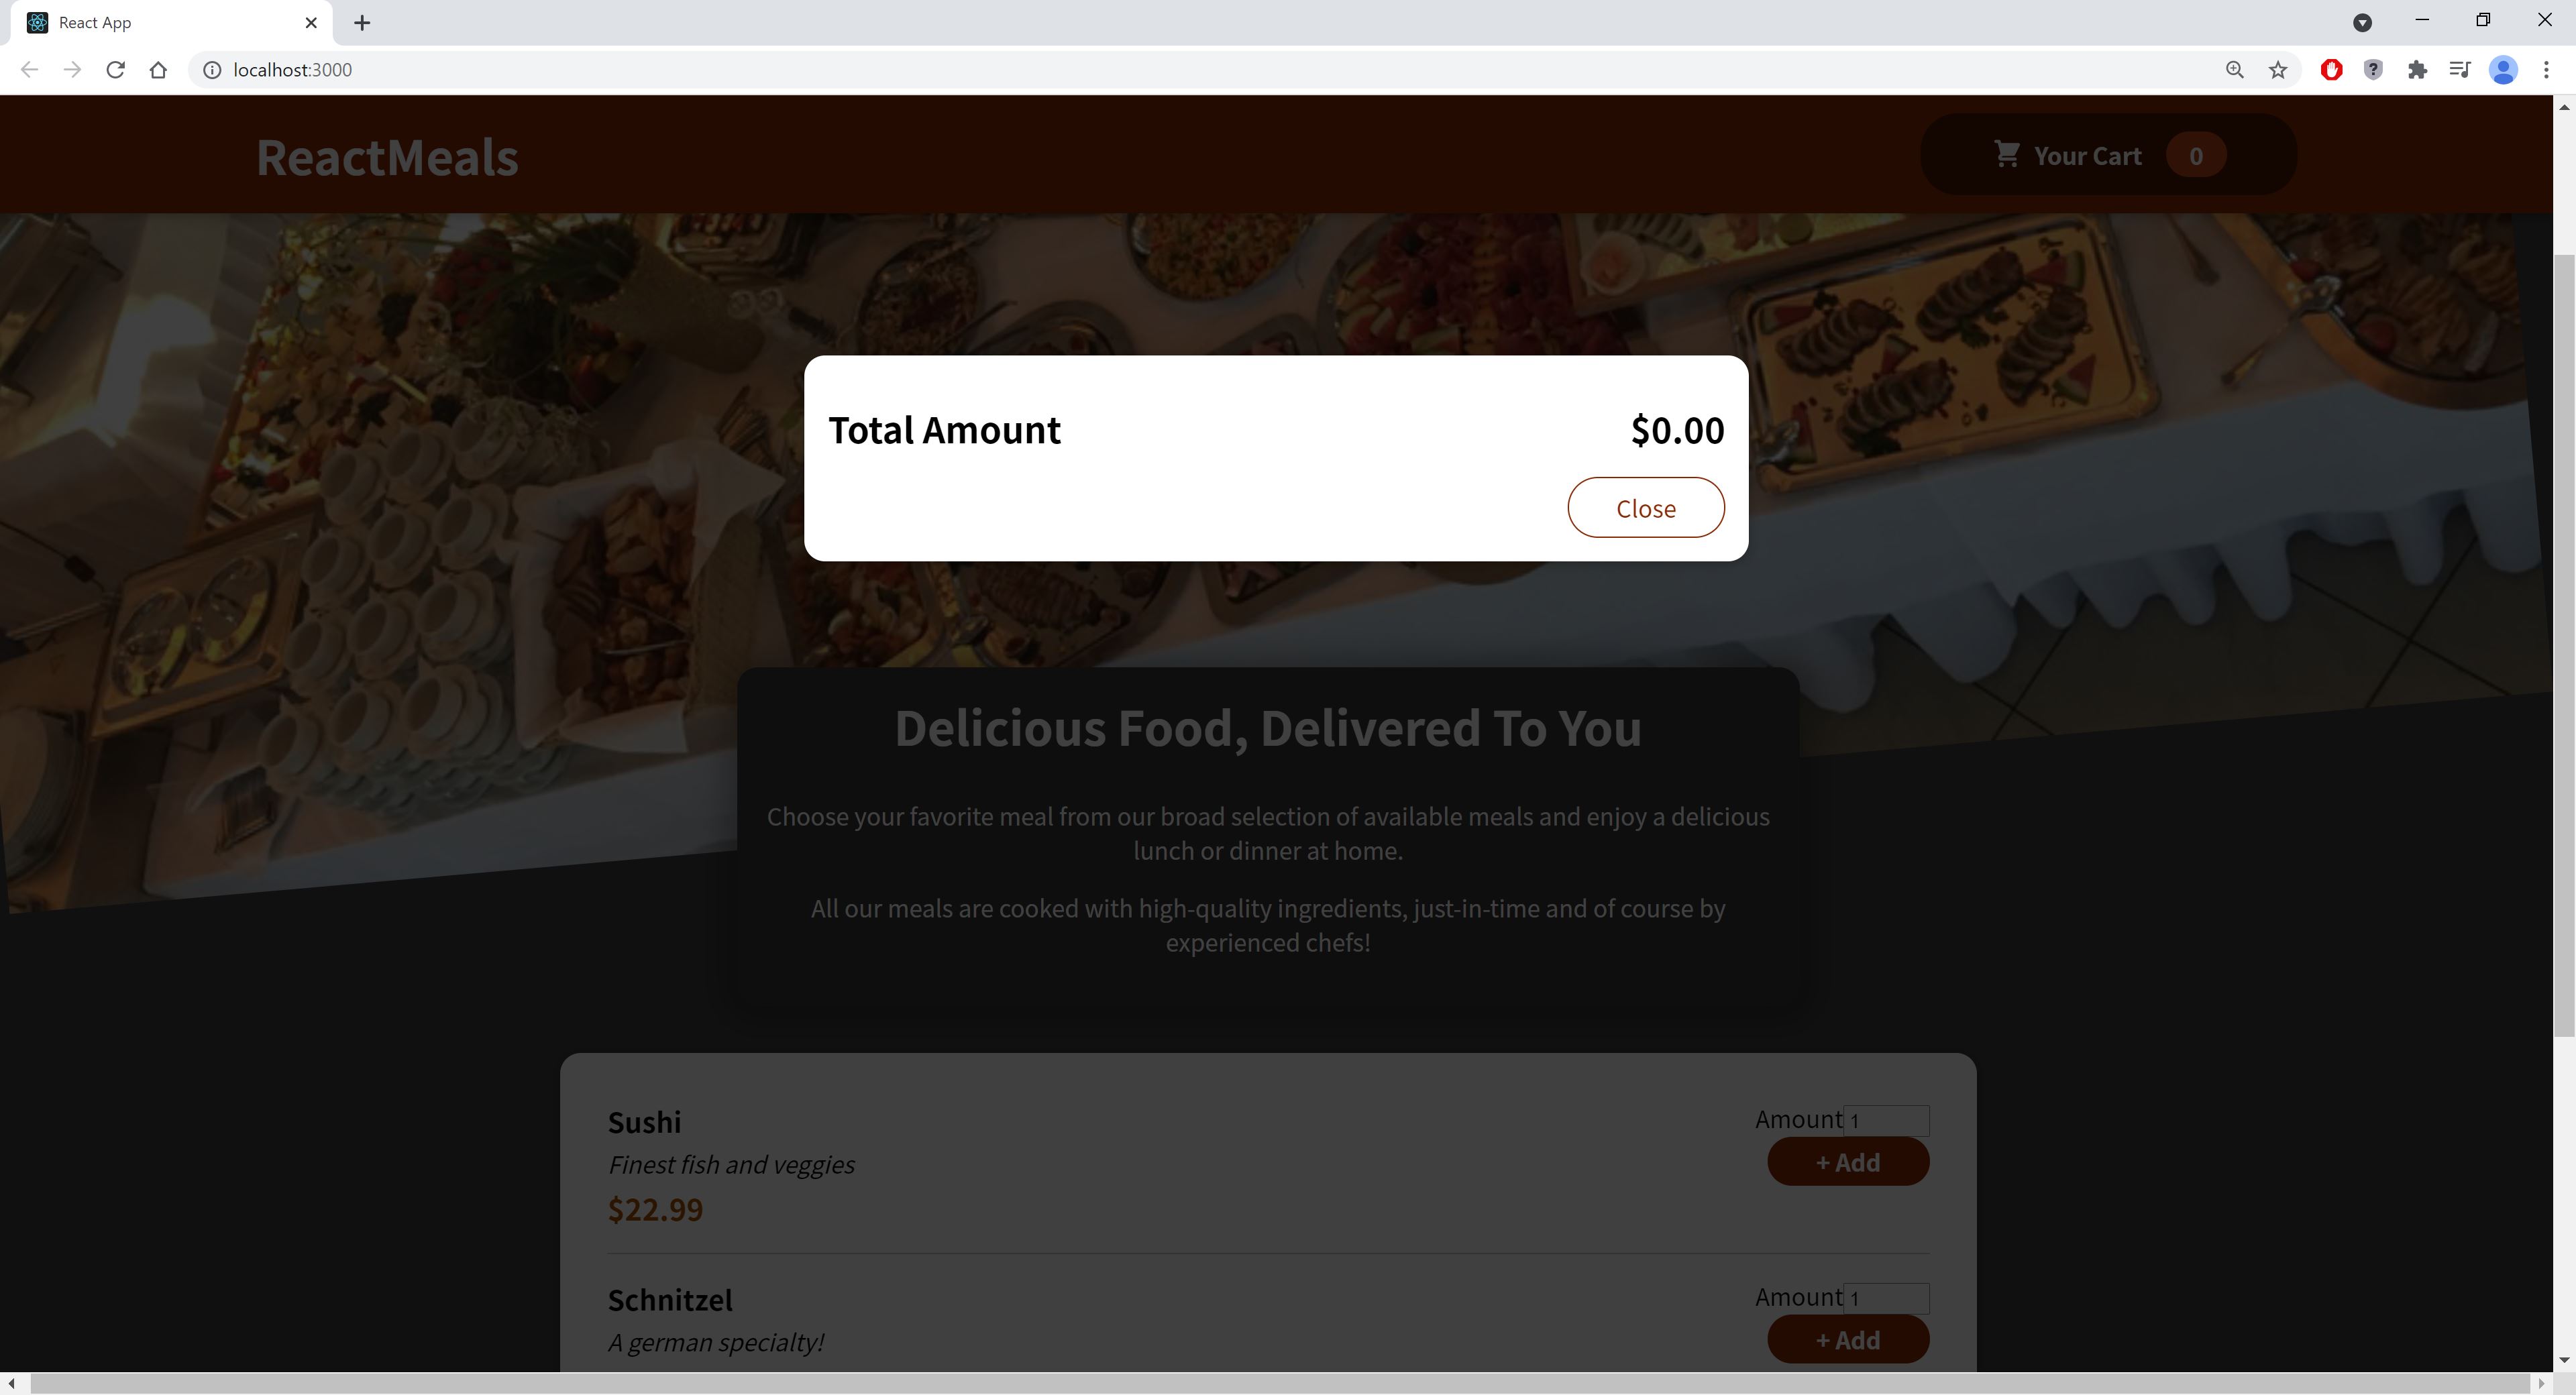 React App
localhost:3000
ReactMeals
Your Cart 0
Total Amount $0.00
Close
Delicious Food, Delivered To You
Choose your favorite meal from our broad selection of available meals and enjoy a delicious
lunch or dinner at home.
All our meals are cooked with high-quality ingredients, just-in-time and of course by
experienced chefs!
Sushi
Amount 1
Finest fish and veggies
+ Add
$22.99
Schnitzel
Amount 1
A german specialty!
+ Add